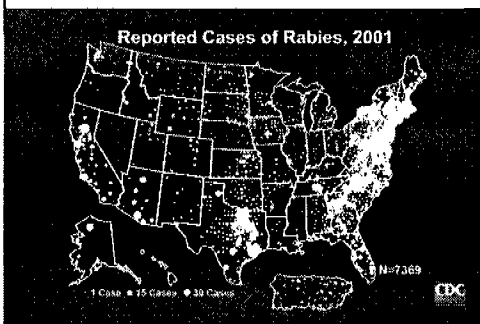 Reported Cases of Rabies, 2001
N=7369
1 Case 15 Cases 30 Cases
CDC